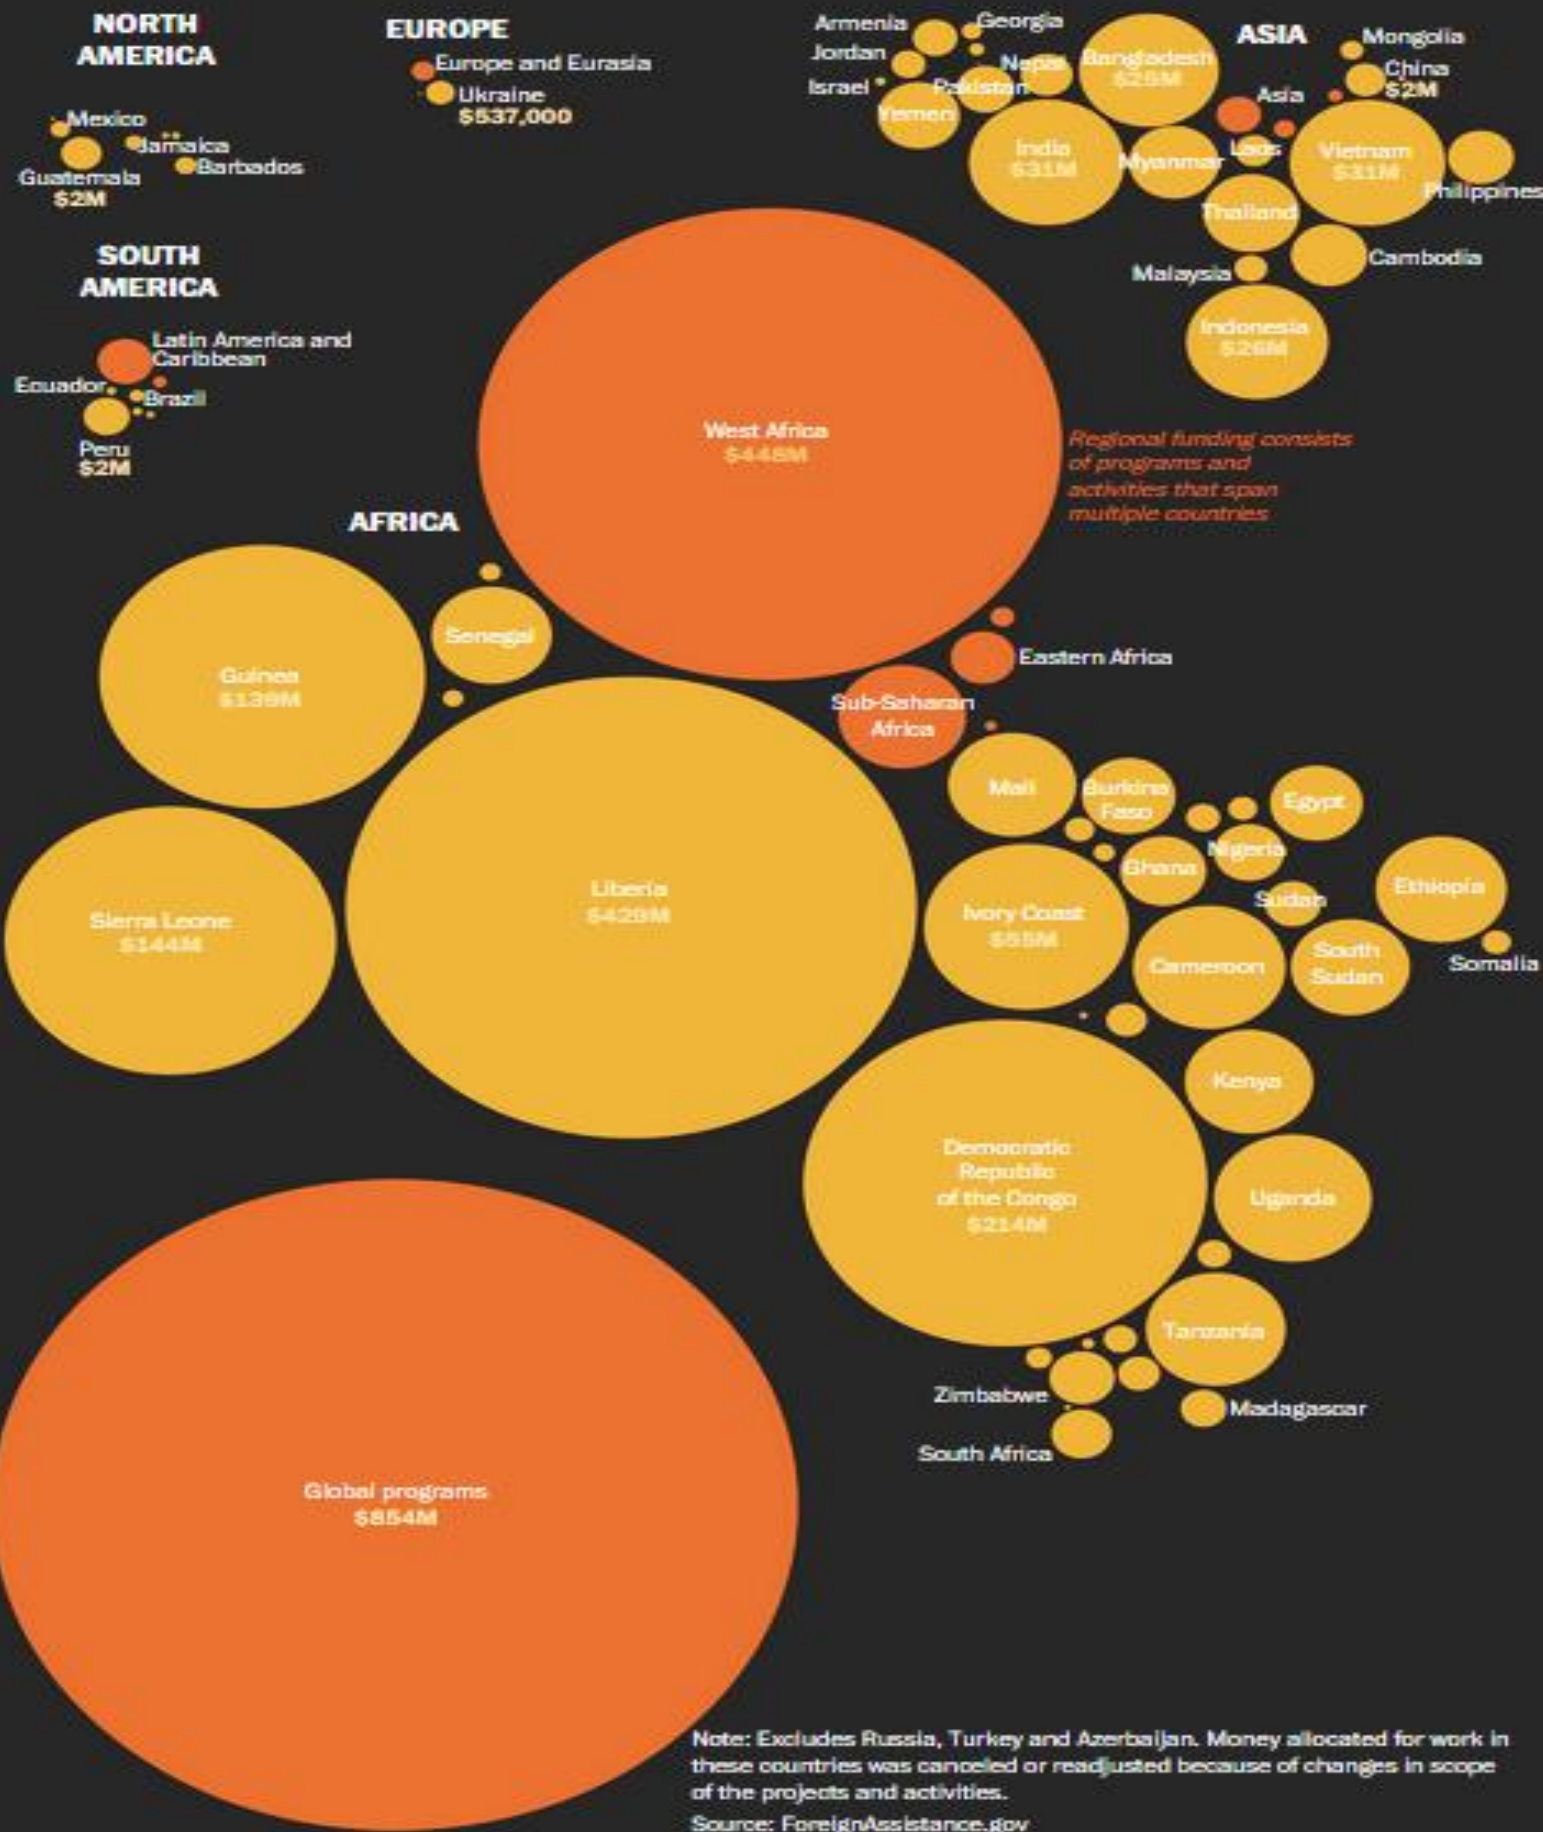 NORTH
AMERICA
Mexico
Jamaica
Barbados
Guatemala
$2M
EUROPE
Europe and Eurasia
Ukraine
$537,000
ASIA
Armenia
Georgia
Jordan
Israel
Nepal
Pakistan
Yemen
Bangladesh
$25M
India
$31M
Myanmar
Asia
Laos
Mongolia
China
$2M
Vietnam
$31M
Philippines
Thailand
Malaysia
Cambodia
Indonesia
$26M
SOUTH
AMERICA
Latin America and
Caribbean
Ecuador
Brazil
Peru
$2M
West Africa
$448M
Regional funding consists
of programs and
activities that span
multiple countries
AFRICA
Guinea
$139M
Senegal
Eastern Africa
Sub-Saharan
Africa
Sierra Leone
$144M
Liberia
$429M
Mali
Burkina
Faso
Egypt
Ghana
Nigeria
Sudan
Ethiopia
Ivory Coast
$55M
Cameroon
South
Sudan
Somalia
Kenya
Democratic
Republic
of the Congo
$214M
Uganda
Tanzania
Zimbabwe
Madagascar
South Africa
Global programs
$854M
Note: Excludes Russia, Turkey and Azerbaijan. Money allocated for work in
these countries was canceled or readjusted because of changes in scope
of the projects and activities.
Source: ForeignAssistance.gov